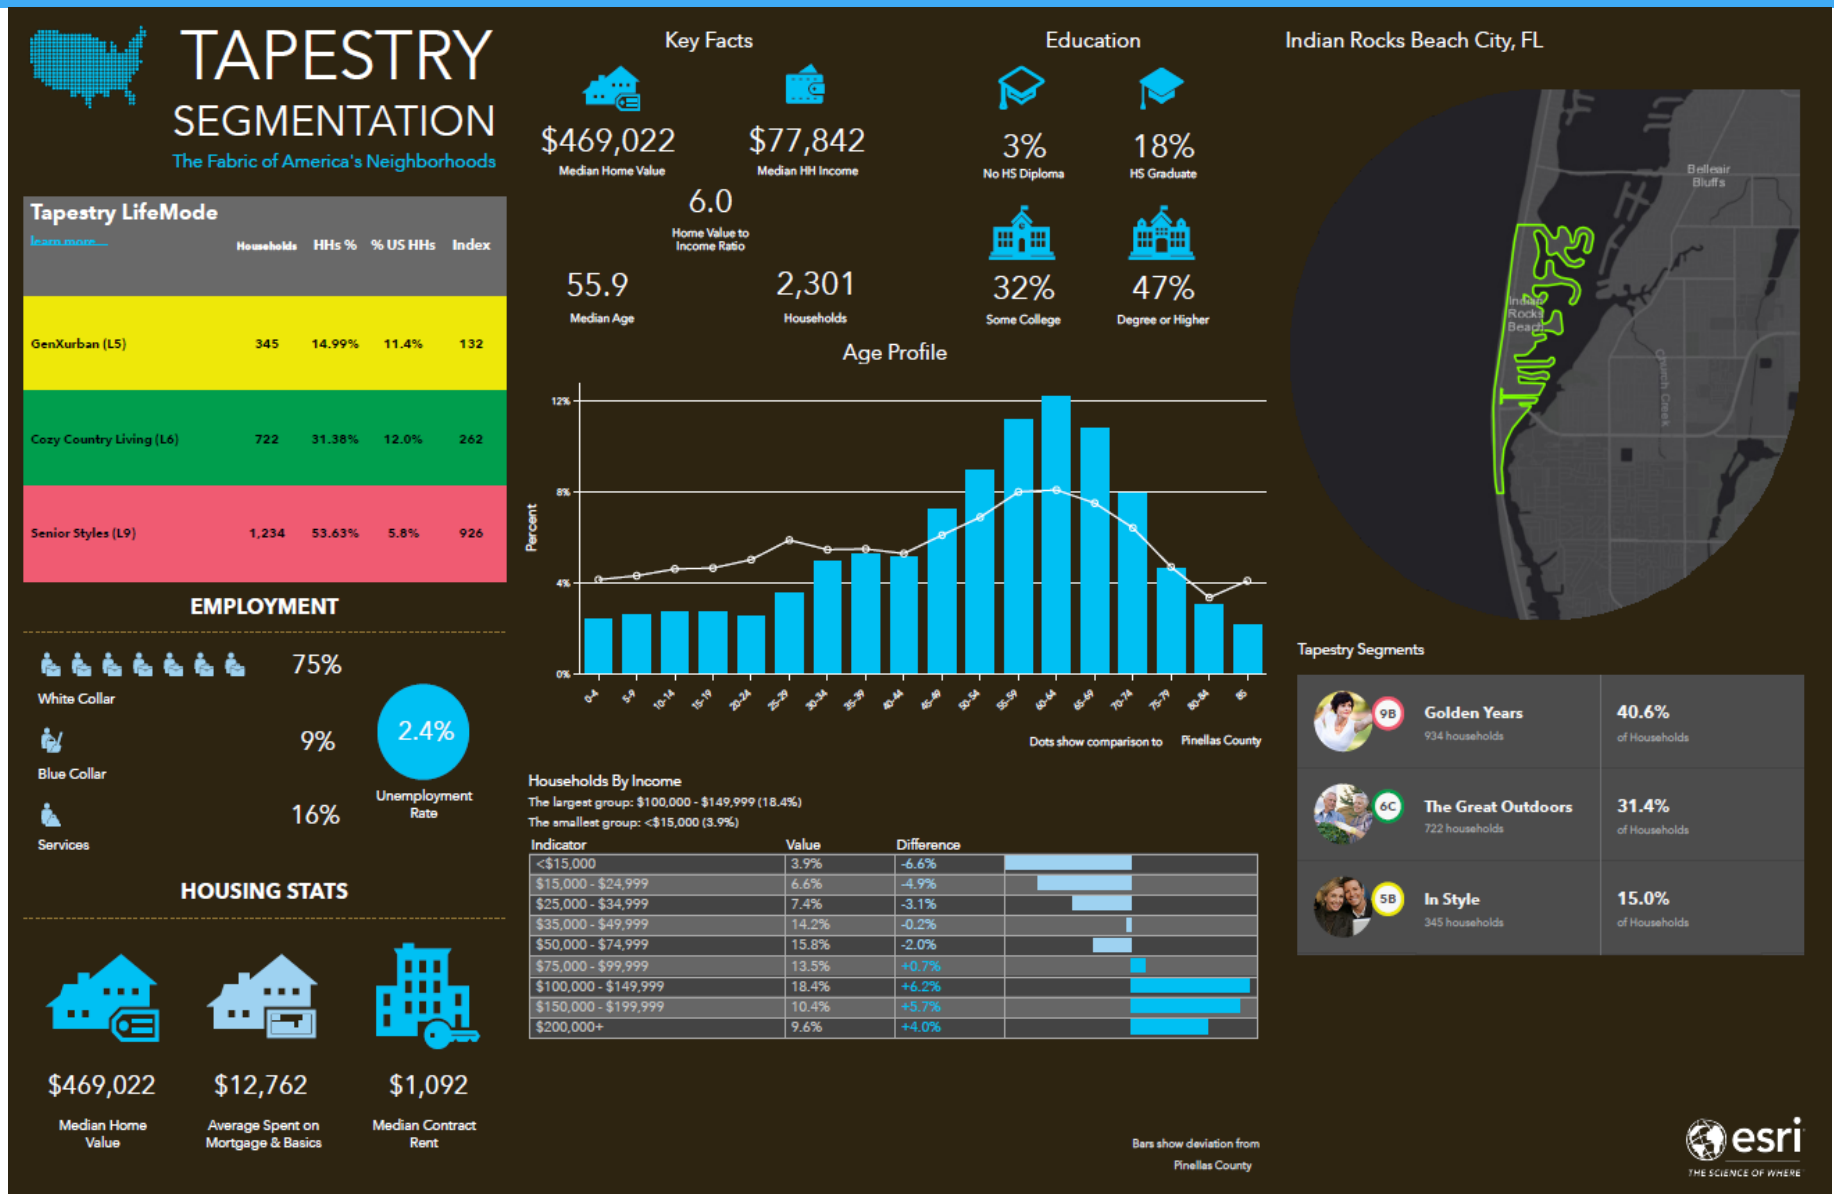 TAPESTRY
SEGMENTATION
The Fabric of America's Neighborhoods
Tapestry LifeMode
learn more...
Households HHs % % US HHs Index
GenXurban (L5) 345 14.99% 11.4% 132
Cozy Country Living (L6) 722 31.38% 12.0% 262
Senior Styles (L9) 1,234 53.63% 5.8% 926
EMPLOYMENT
75%
White Collar
9%
Blue Collar
16%
Services
2.4%
Unemployment
Rate
HOUSING STATS
$469,022
Median Home
Value
$12,762
Average Spent on
Mortgage & Basics
$1,092
Median Contract
Rent
Key Facts
$469,022
Median Home Value
$77,842
Median HH Income
6.0
Home Value to
Income Ratio
55.9
Median Age
2,301
Households
Education
3%
No HS Diploma
18%
HS Graduate
32%
Some College
47%
Degree or Higher
Age Profile
Percent
12%
8%
4%
0%
0-4 5-9 10-14 15-19 20-24 25-29 30-34 35-39 40-44 45-49 50-54 55-59 60-64 65-69 70-74 75-79 80-84 85
Dots show comparison to Pinellas County
Households By Income
The largest group: $100,000 - $149,999 (18.4%)
The smallest group: <$15,000 (3.9%)
Indicator Value Difference
<$15,000 3.9% -6.6%
$15,000 - $24,999 6.6% -4.9%
$25,000 - $34,999 7.4% -3.1%
$35,000 - $49,999 14.2% -0.2%
$50,000 - $74,999 15.8% -2.0%
$75,000 - $99,999 13.5% +0.7%
$100,000 - $149,999 18.4% +6.2%
$150,000 - $199,999 10.4% +5.7%
$200,000+ 9.6% +4.0%
Bars show deviation from
Pinellas County
Indian Rocks Beach City, FL
Belleair
Bluffs
Indian
Rocks
Beach
Church Creek
Tapestry Segments
9B Golden Years 40.6%
934 households of Households
6C The Great Outdoors 31.4%
722 households of Households
5B In Style 15.0%
345 households of Households
esri
THE SCIENCE OF WHERE